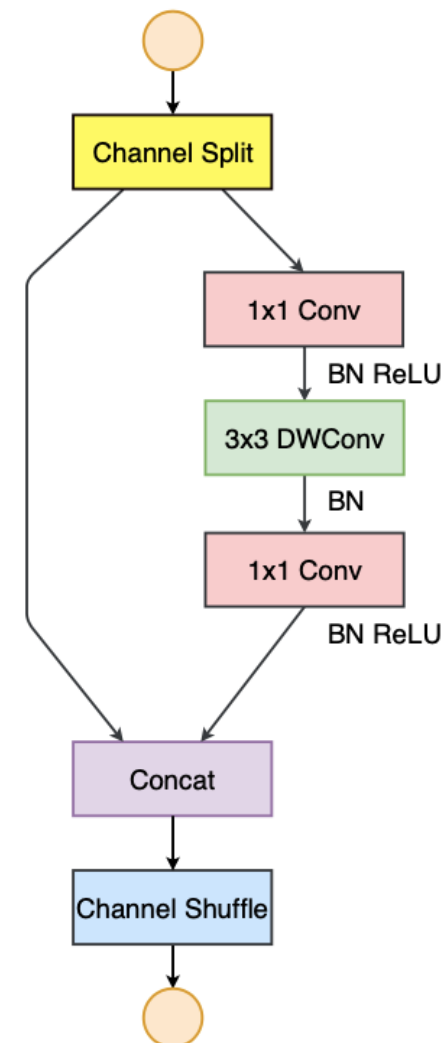 Channel Split
1x1 Conv
BN ReLU
3x3 DWConv
BN
1x1 Conv
BN ReLU
Concat
Channel Shuffle